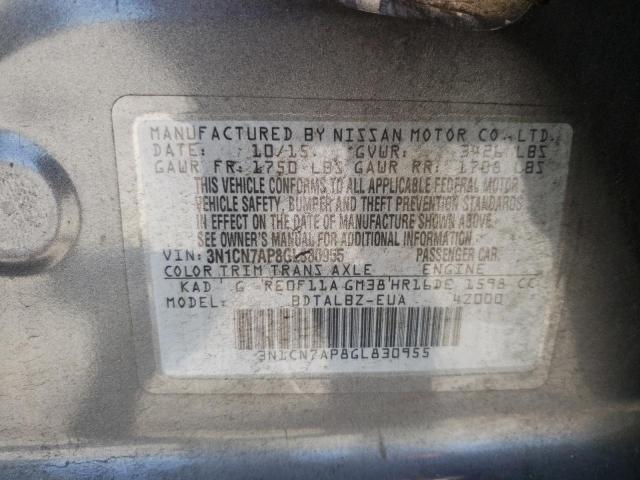 MANUFACTURED BY NISSAN MOTOR CO., LTD.
DATE: 10/15 GVWR: 3426 LBS
GAWR FR: 1750 LBS GAWR RR: 1708 LBS
THIS VEHICLE CONFORMS TO ALL APPLICABLE FEDERAL MOTOR
VEHICLE SAFETY, BUMPER AND THEFT PREVENTION STANDARDS
IN EFFECT ON THE DATE OF MANUFACTURE SHOWN ABOVE.
SEE OWNER'S MANUAL FOR ADDITIONAL INFORMATION.
VIN: 3N1CN7AP8GL830955 PASSENGER CAR
COLOR TRIM TRANS AXLE ENGINE
KAD G RE0F11A GM38 HR16DE 1598 CC
MODEL: BDTALBZ-EUA 42000
3N1CN7AP8GL830955